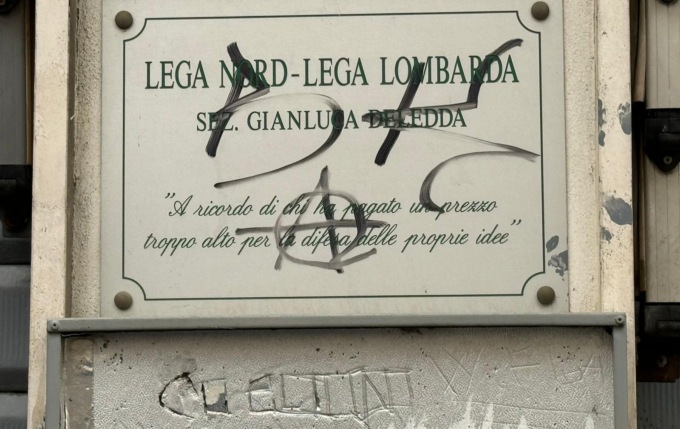 LEGA NORD-LEGA LOMBARDA
SEZ. GIANLUCA DELEDDA
"A ricordo di chi ha pagato un prezzo
troppo alto per la difesa delle proprie idee"